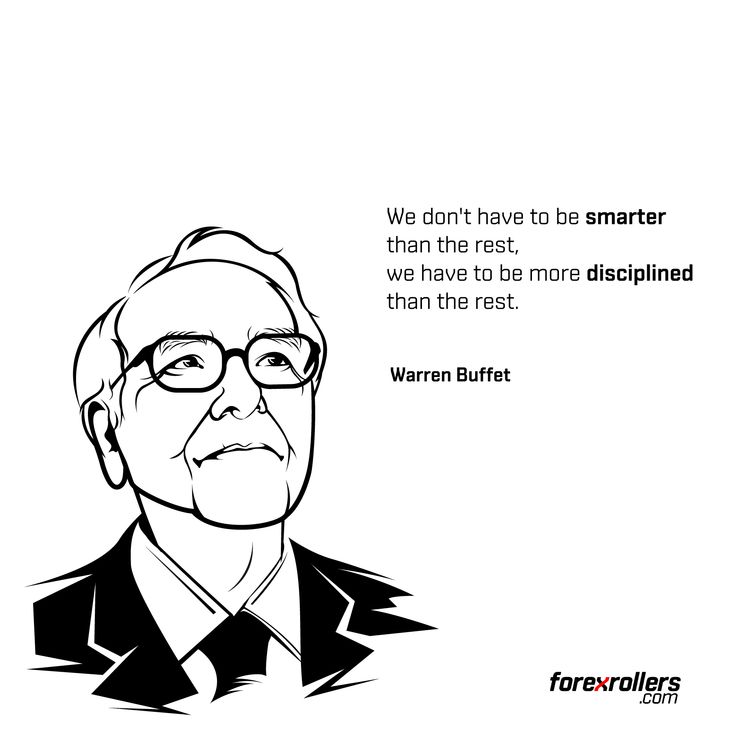 We don't have to be smarter
than the rest,
we have to be more disciplined
than the rest.
Warren Buffet
forexrollers
.com